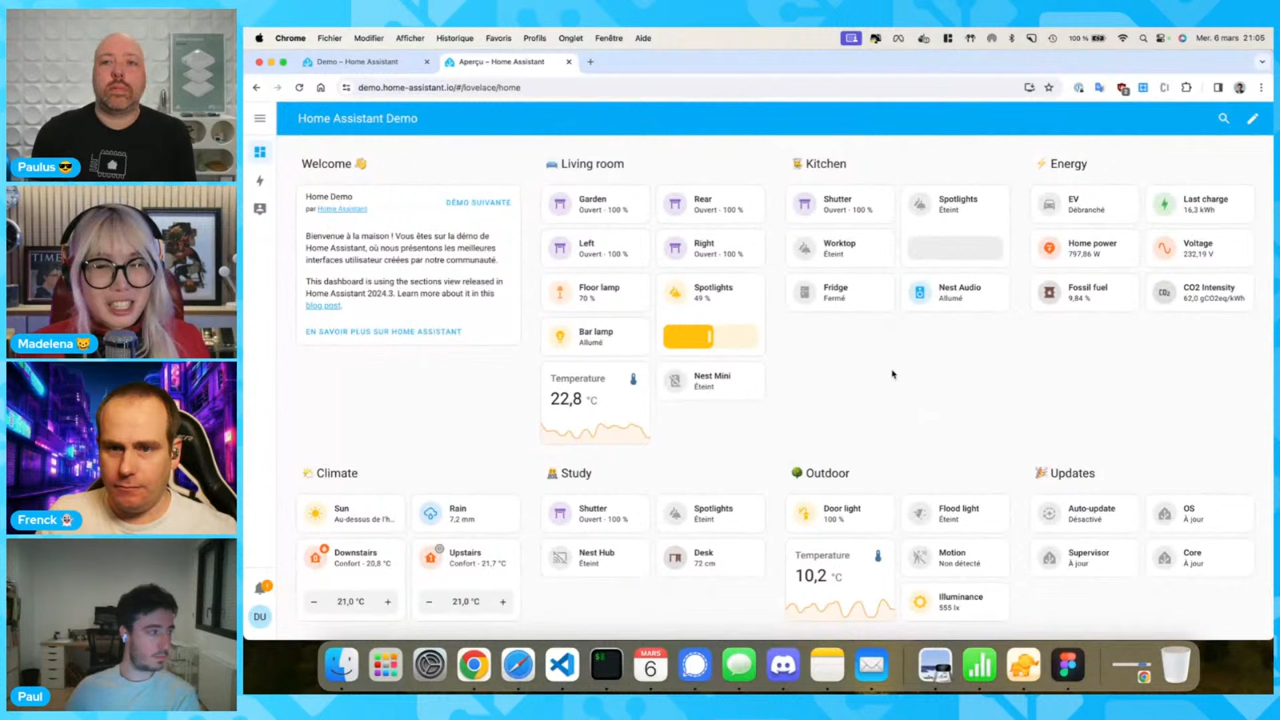 Paulus 😎
TIME
Madelena 😺
Frenck 👻
Paul
Chrome Fichier Modifier Afficher Historique Favoris Profils Onglet Fenêtre Aide
100 % Mer. 6 mars 21:05
Demo – Home Assistant
Aperçu – Home Assistant
demo.home-assistant.io/#/lovelace/home
Home Assistant Demo
Welcome 👋
Home Demo
par Home Assistant
DÉMO SUIVANTE
Bienvenue à la maison ! Vous êtes sur la démo de
Home Assistant, où nous présentons les meilleures
interfaces utilisateur créées par notre communauté.
This dashboard is using the sections view released in
Home Assistant 2024.3. Learn more about it in this
blog post.
EN SAVOIR PLUS SUR HOME ASSISTANT
🛋️ Living room
Garden
Ouvert · 100 %
Rear
Ouvert · 100 %
Left
Ouvert · 100 %
Right
Ouvert · 100 %
Floor lamp
70 %
Spotlights
49 %
Bar lamp
Allumé
Temperature
22,8 °C
Nest Mini
Éteint
👩‍🍳 Kitchen
Shutter
Ouvert · 100 %
Spotlights
Éteint
Worktop
Éteint
Fridge
Fermé
Nest Audio
Allumé
⚡ Energy
EV
Débranché
Last charge
16,3 kWh
Home power
797,86 W
Voltage
232,19 V
Fossil fuel
9,84 %
CO2 Intensity
62,0 gCO2eq/kWh
🌤️ Climate
Sun
Au-dessus de l'h...
Rain
7,2 mm
Downstairs
Confort · 20,8 °C
Upstairs
Confort · 21,7 °C
− 21,0 °C +
− 21,0 °C +
Study
Shutter
Ouvert · 100 %
Spotlights
Éteint
Nest Hub
Éteint
Desk
72 cm
🌳 Outdoor
Door light
100 %
Flood light
Éteint
Temperature
10,2 °C
Motion
Non détecté
Illuminance
555 lx
🎉 Updates
Auto-update
Désactivé
OS
À jour
Supervisor
À jour
Core
À jour
DU
MARS
6